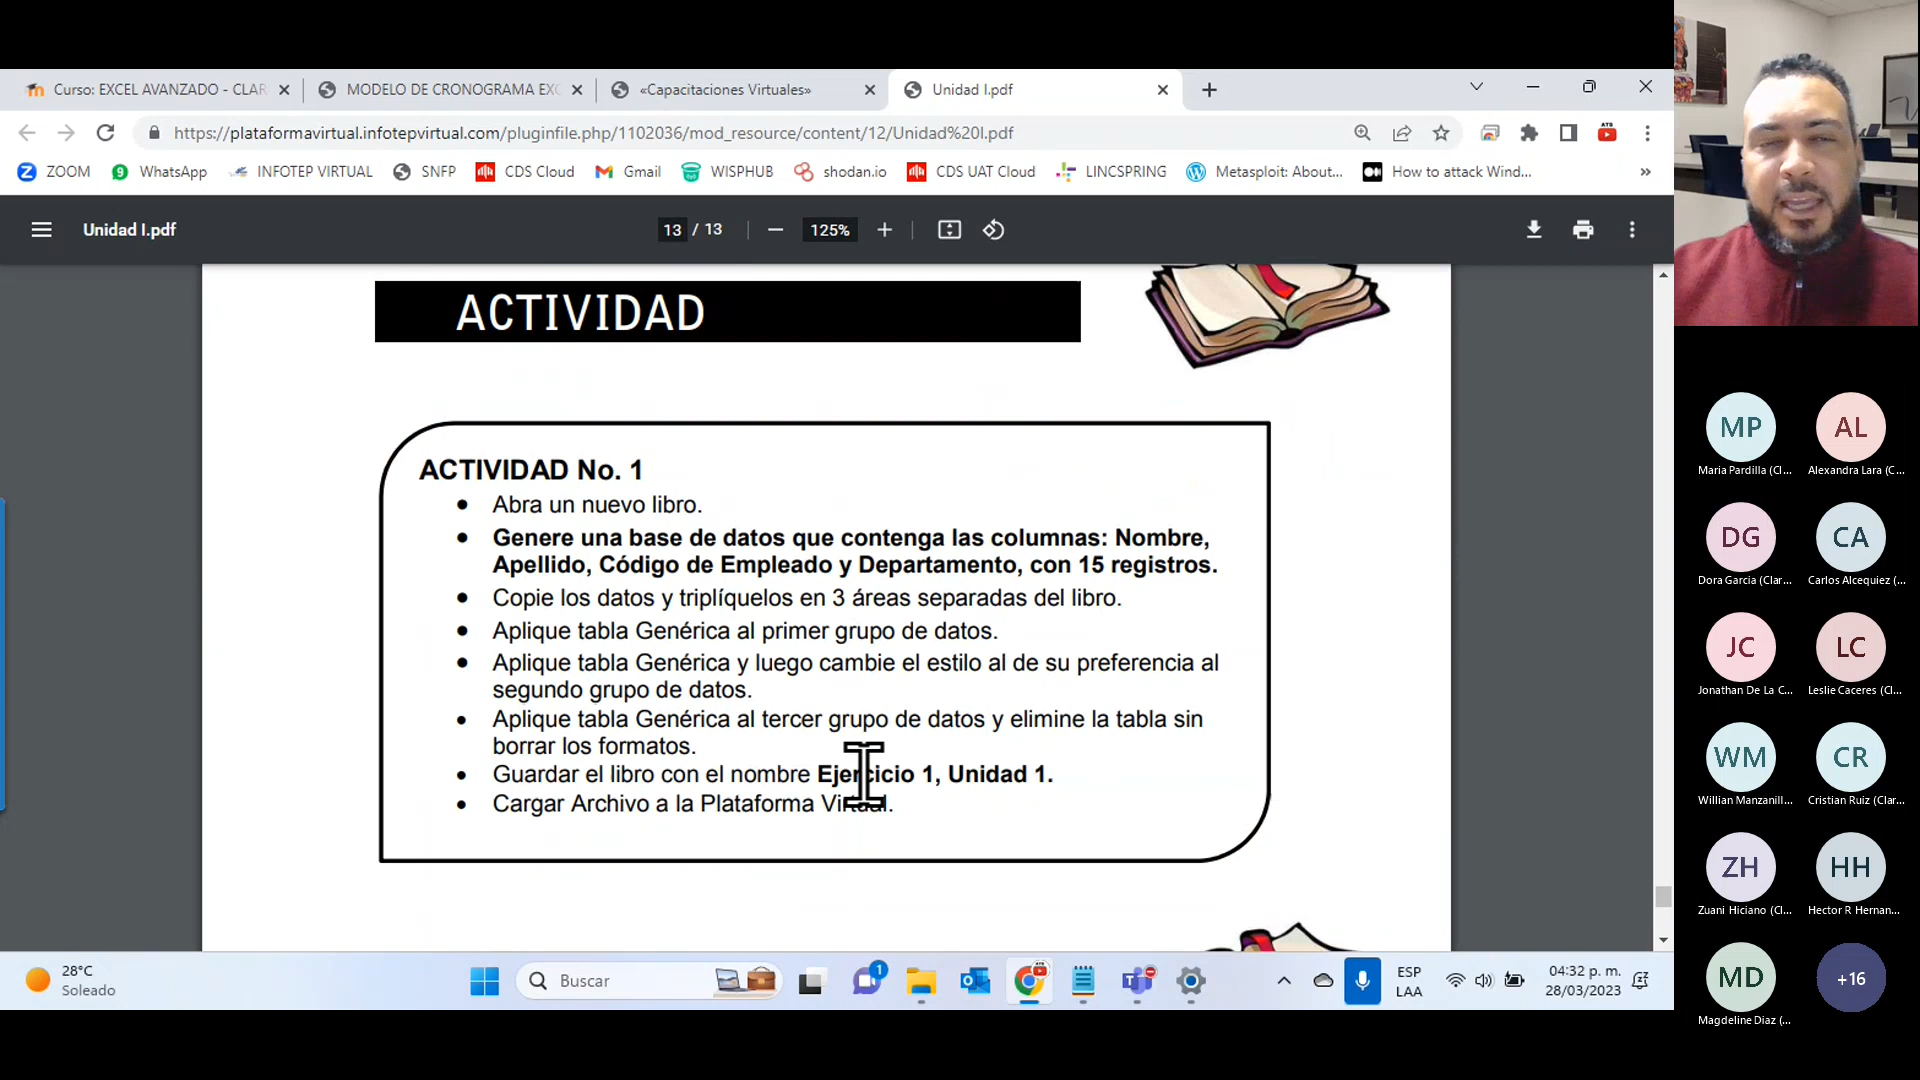 Curso: EXCEL AVANZADO - CLAR
MODELO DE CRONOGRAMA EXC
«Capacitaciones Virtuales»
Unidad I.pdf
https://plataformavirtual.infotepvirtual.com/pluginfile.php/1102036/mod_resource/content/12/Unidad%20I.pdf
ZOOM
WhatsApp
INFOTEP VIRTUAL
SNFP
CDS Cloud
Gmail
WISPHUB
shodan.io
CDS UAT Cloud
LINCSPRING
Metasploit: About...
How to attack Wind...
»
Unidad I.pdf
13 / 13
125%
ACTIVIDAD
ACTIVIDAD No. 1
• Abra un nuevo libro.
• Genere una base de datos que contenga las columnas: Nombre,
Apellido, Código de Empleado y Departamento, con 15 registros.
• Copie los datos y triplíquelos en 3 áreas separadas del libro.
• Aplique tabla Genérica al primer grupo de datos.
• Aplique tabla Genérica y luego cambie el estilo al de su preferencia al
segundo grupo de datos.
• Aplique tabla Genérica al tercer grupo de datos y elimine la tabla sin
borrar los formatos.
• Guardar el libro con el nombre Ejercicio 1, Unidad 1.
• Cargar Archivo a la Plataforma Virtual.
MP
AL
Maria Pardilla (Cl...
Alexandra Lara (C...
DG
CA
Dora García (Clar...
Carlos Alcequiez (...
JC
LC
Jonathan De La C...
Leslie Caceres (Cl...
WM
CR
Willian Manzanill...
Cristian Ruiz (Clar...
ZH
HH
Zuani Hiciano (Cl...
Hector R Hernan...
MD
+16
Magdeline Diaz (...
28°C
Soleado
Buscar
1
ESP
LAA
04:32 p. m.
28/03/2023